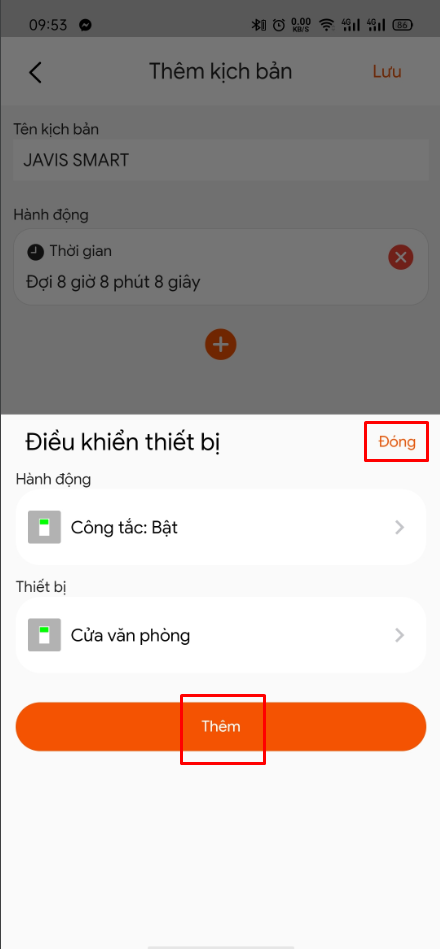 09:53 0.00 KB/S 4G 4G 86
Thêm kịch bản Lưu
Tên kịch bản
JAVIS SMART
Hành động
Thời gian
Đợi 8 giờ 8 phút 8 giây
Điều khiển thiết bị Đóng
Hành động
Công tắc: Bật
Thiết bị
Cửa văn phòng
Thêm